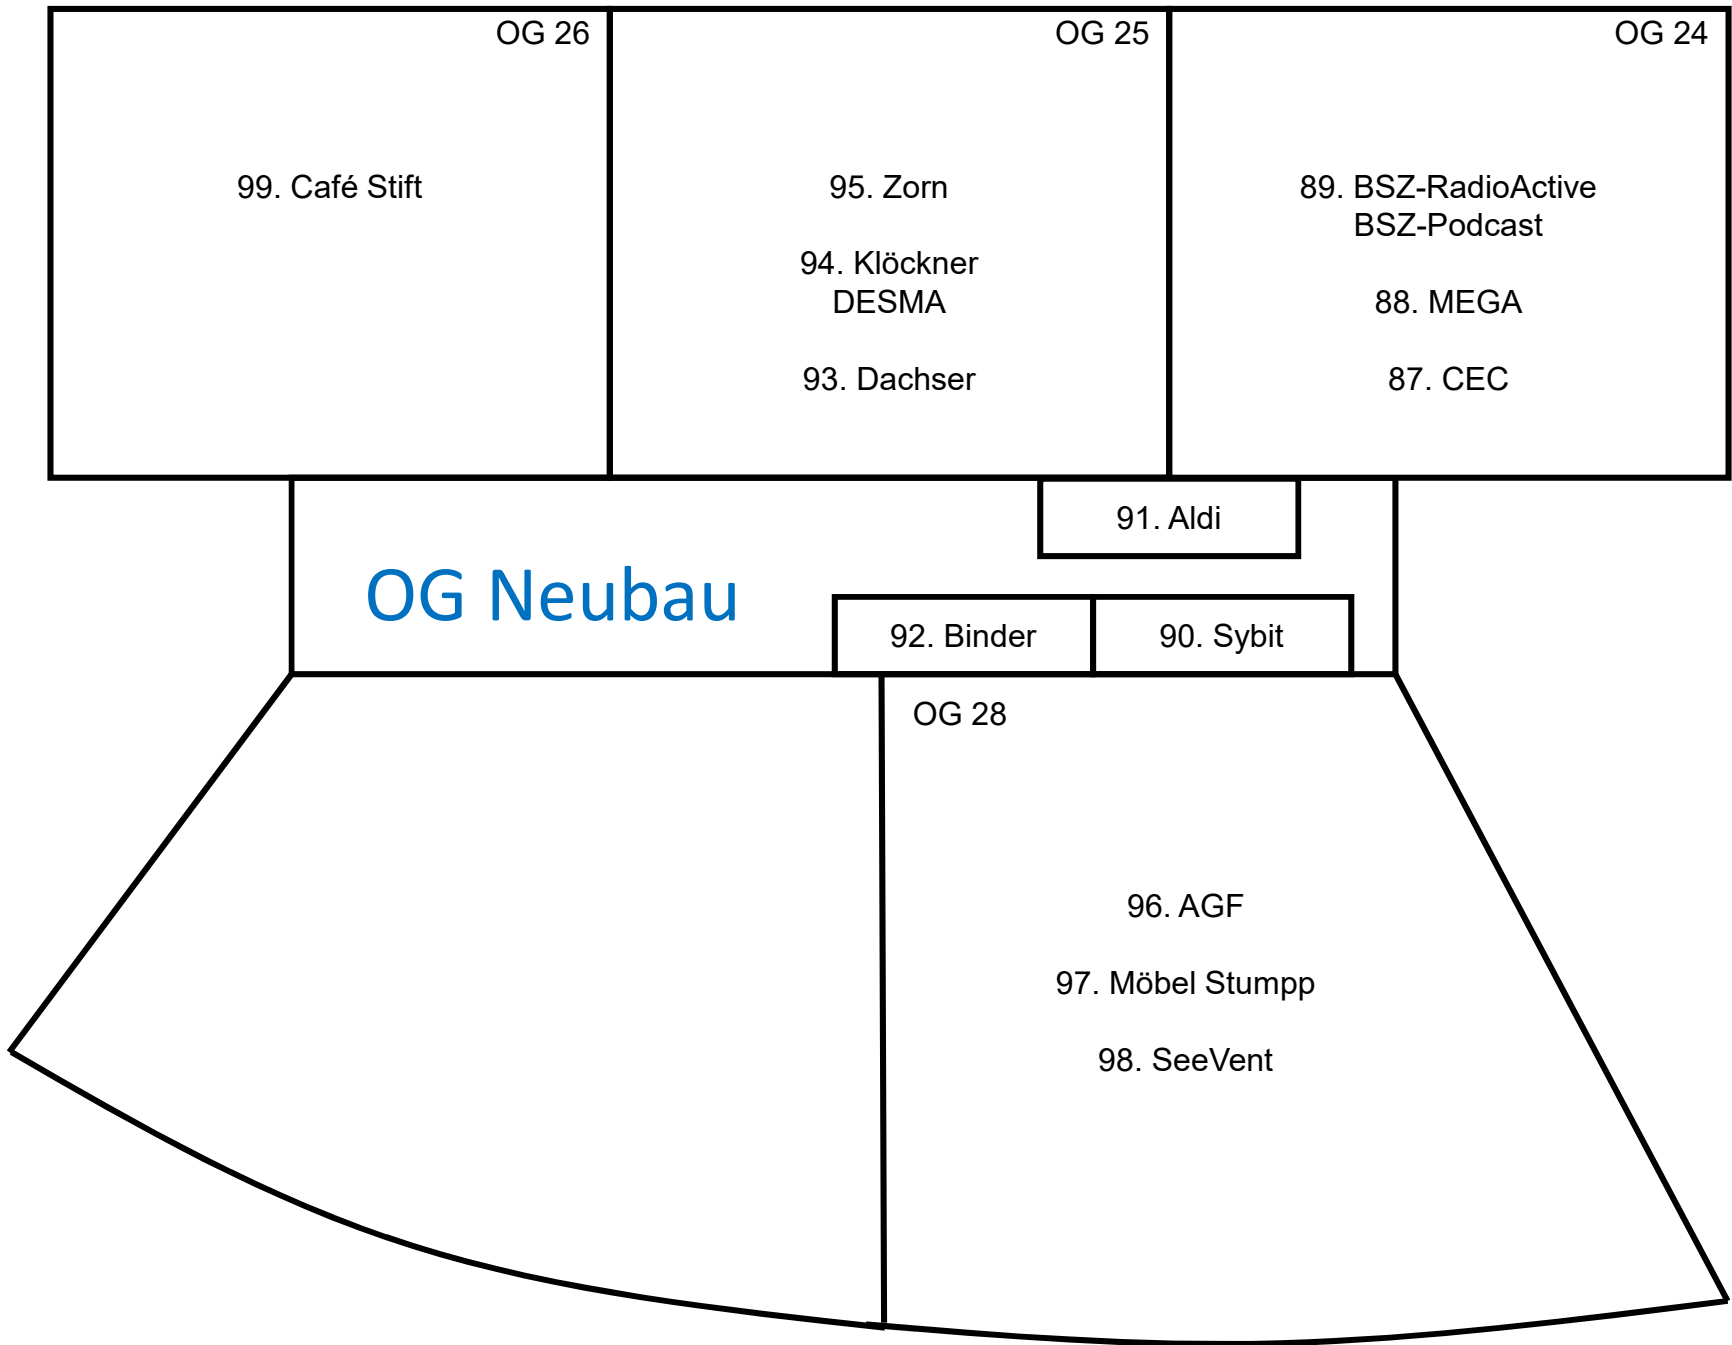 OG 26
99. Café Stift
OG 25
95. Zorn
94. Klöckner
DESMA
93. Dachser
OG 24
89. BSZ-RadioActive
BSZ-Podcast
88. MEGA
87. CEC
91. Aldi
OG Neubau
92. Binder
90. Sybit
OG 28
96. AGF
97. Möbel Stumpp
98. SeeVent